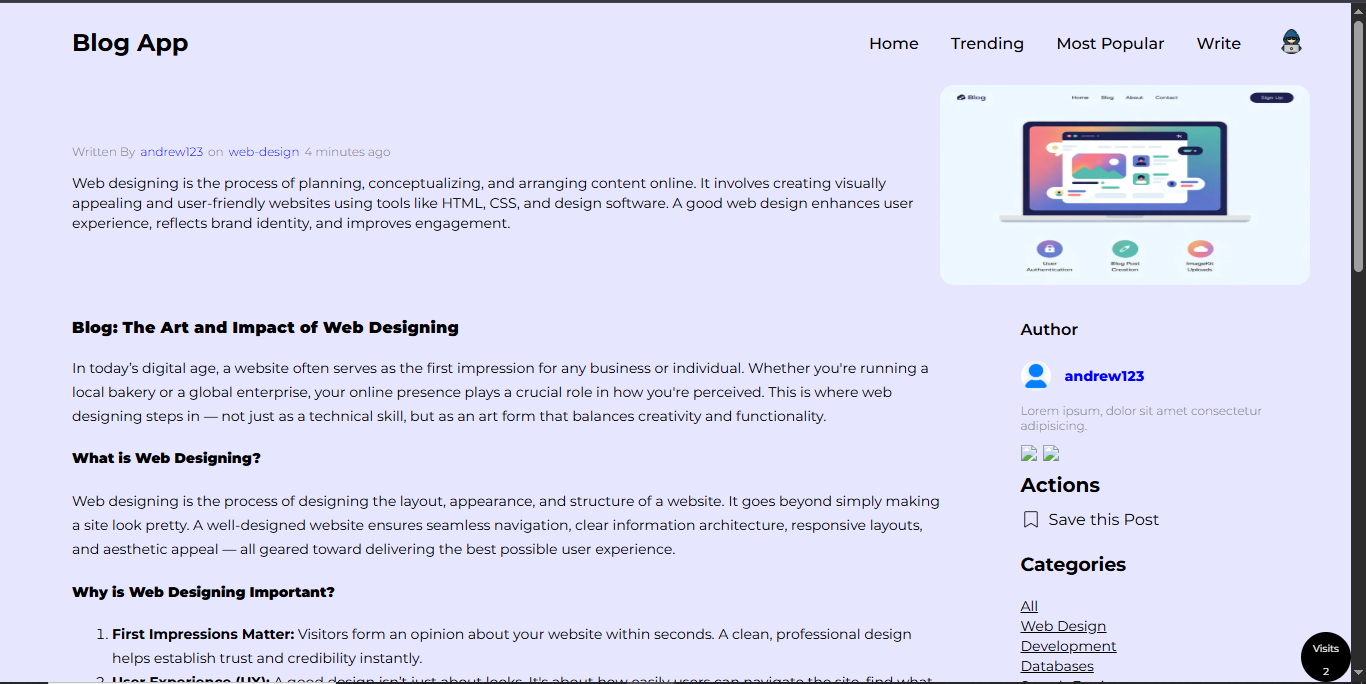 Blog App
Home Trending Most Popular Write
Blog
Home Blog About Contact
Sign Up
User
Authentication
Blog Post
Creation
ImageKit
Uploads
Written By andrew123 on web-design 4 minutes ago
Web designing is the process of planning, conceptualizing, and arranging content online. It involves creating visually
appealing and user-friendly websites using tools like HTML, CSS, and design software. A good web design enhances user
experience, reflects brand identity, and improves engagement.
Blog: The Art and Impact of Web Designing
In today’s digital age, a website often serves as the first impression for any business or individual. Whether you're running a
local bakery or a global enterprise, your online presence plays a crucial role in how you're perceived. This is where web
designing steps in — not just as a technical skill, but as an art form that balances creativity and functionality.
What is Web Designing?
Web designing is the process of designing the layout, appearance, and structure of a website. It goes beyond simply making
a site look pretty. A well-designed website ensures seamless navigation, clear information architecture, responsive layouts,
and aesthetic appeal — all geared toward delivering the best possible user experience.
Why is Web Designing Important?
1. First Impressions Matter: Visitors form an opinion about your website within seconds. A clean, professional design
helps establish trust and credibility instantly.
2. User Experience (UX): A good design isn't just about looks. It's about how easily users can navigate the site, find what
Author
andrew123
Lorem ipsum, dolor sit amet consectetur
adipisicing.
Actions
Save this Post
Categories
All
Web Design
Development
Databases
Visits
2